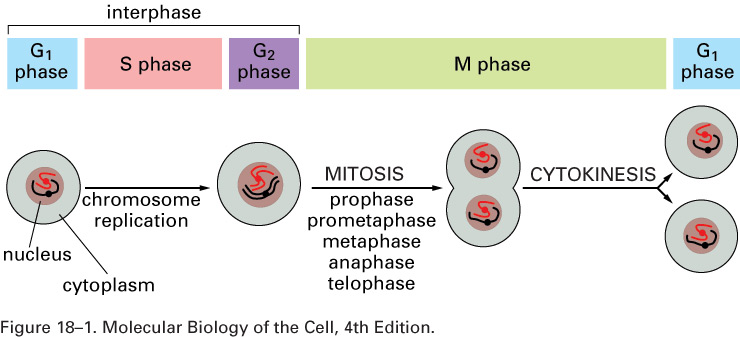 interphase
G1 phase
S phase
G2 phase
M phase
G1 phase
MITOSIS
CYTOKINESIS
chromosome
replication
prophase
prometaphase
metaphase
anaphase
telophase
nucleus
cytoplasm
Figure 18–1. Molecular Biology of the Cell, 4th Edition.